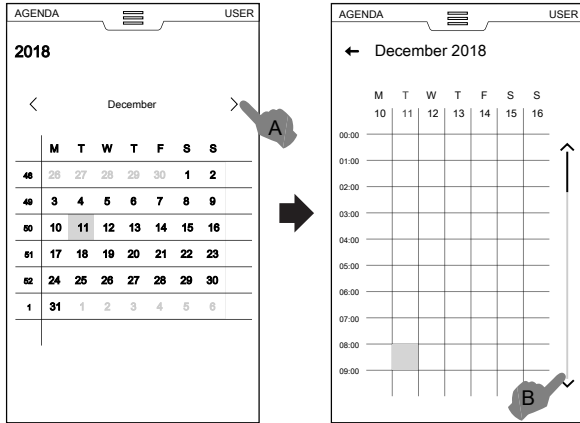 AGENDA USER
2018
December
A
M T W T F S S
48 26 27 28 29 30 1 2
49 3 4 5 6 7 8 9
50 10 11 12 13 14 15 16
51 17 18 19 20 21 22 23
52 24 25 26 27 28 29 30
1 31 1 2 3 4 5 6
AGENDA USER
December 2018
M T W T F S S
10 11 12 13 14 15 16
00:00
01:00
02:00
03:00
04:00
05:00
06:00
07:00
08:00
09:00
B